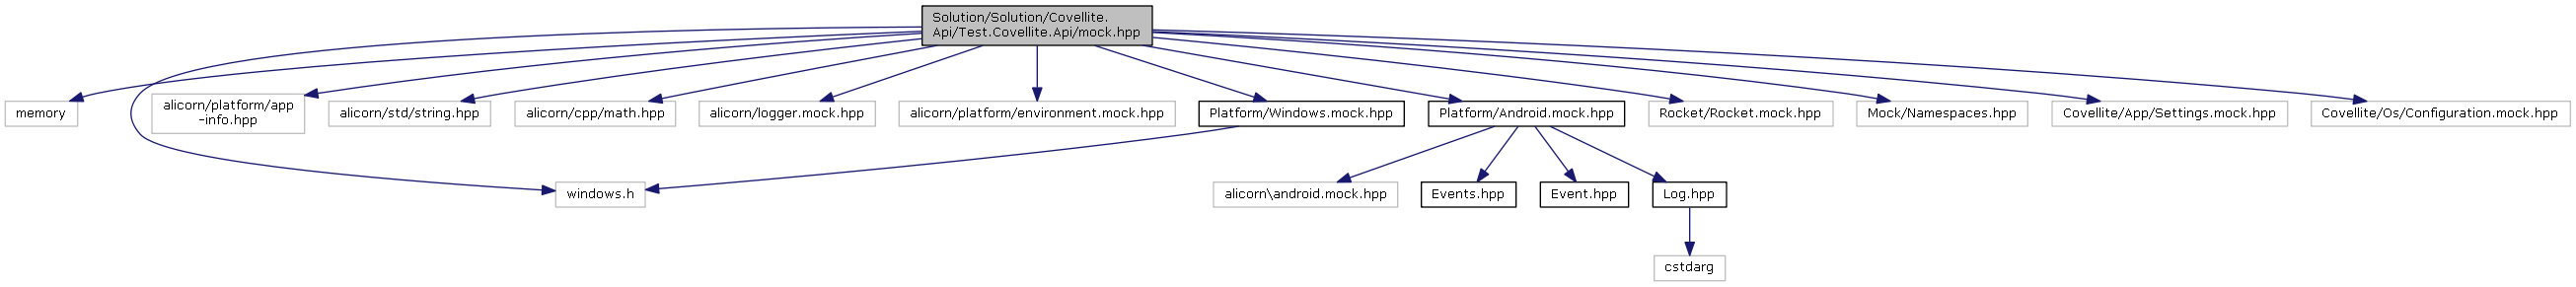 Solution/Solution/Covellite.
Api/Test.Covellite.Api/mock.hpp
memory
alicorn/platform/app
-info.hpp
alicorn/std/string.hpp
alicorn/cpp/math.hpp
alicorn/logger.mock.hpp
alicorn/platform/environment.mock.hpp
Platform/Windows.mock.hpp
Platform/Android.mock.hpp
Rocket/Rocket.mock.hpp
Mock/Namespaces.hpp
Covellite/App/Settings.mock.hpp
Covellite/Os/Configuration.mock.hpp
windows.h
alicorn\android.mock.hpp
Events.hpp
Event.hpp
Log.hpp
cstdarg